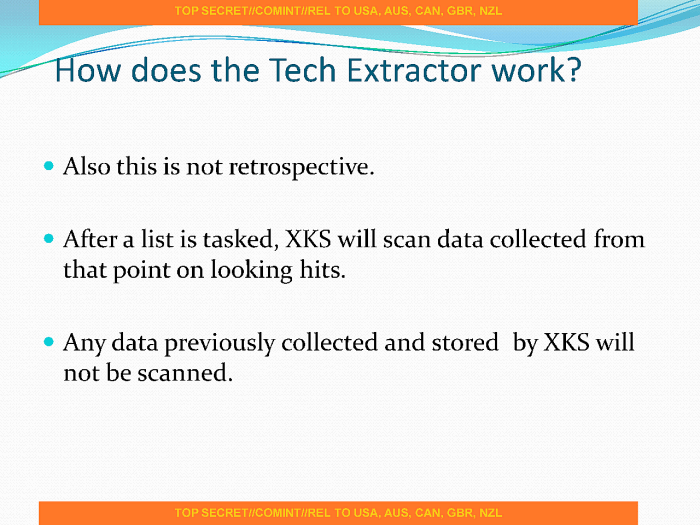 TOP SECRET//COMINT//REL TO USA, AUS, CAN, GBR, NZL
How does the Tech Extractor work?
• Also this is not retrospective.
• After a list is tasked, XKS will scan data collected from
that point on looking hits.
• Any data previously collected and stored  by XKS will
not be scanned.
TOP SECRET//COMINT//REL TO USA, AUS, CAN, GBR, NZL